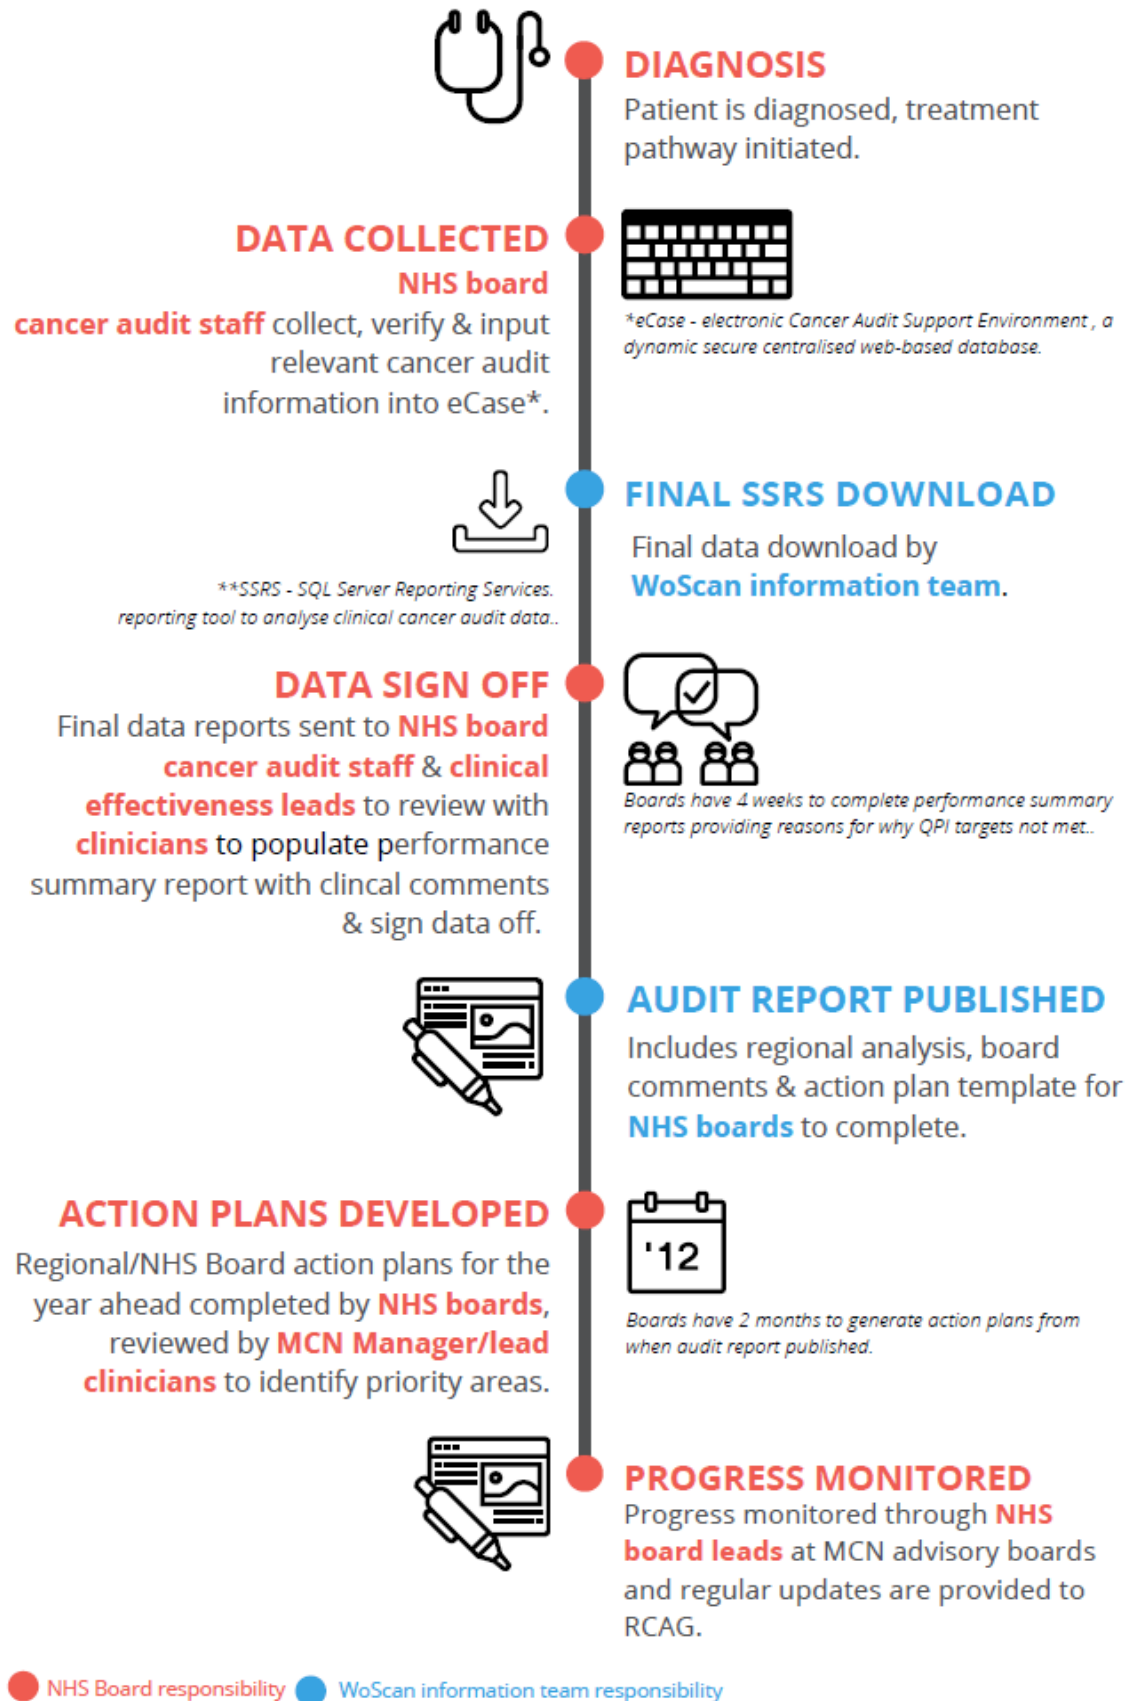 DIAGNOSIS
Patient is diagnosed, treatment
pathway initiated.
DATA COLLECTED
NHS board
cancer audit staff collect, verify & input
relevant cancer audit
information into eCase*.
*eCase - electronic Cancer Audit Support Environment , a
dynamic secure centralised web-based database.
FINAL SSRS DOWNLOAD
Final data download by
WoScan information team.
**SSRS - SQL Server Reporting Services.
reporting tool to analyse clinical cancer audit data..
DATA SIGN OFF
Final data reports sent to NHS board
cancer audit staff & clinical
effectiveness leads to review with
clinicians to populate performance
summary report with clincal comments
& sign data off.
Boards have 4 weeks to complete performance summary
reports providing reasons for why QPI targets not met..
AUDIT REPORT PUBLISHED
Includes regional analysis, board
comments & action plan template for
NHS boards to complete.
ACTION PLANS DEVELOPED
Regional/NHS Board action plans for the
year ahead completed by NHS boards,
reviewed by MCN Manager/lead
clinicians to identify priority areas.
'12
Boards have 2 months to generate action plans from
when audit report published.
PROGRESS MONITORED
Progress monitored through NHS
board leads at MCN advisory boards
and regular updates are provided to
RCAG.
NHS Board responsibility
WoScan information team responsibility